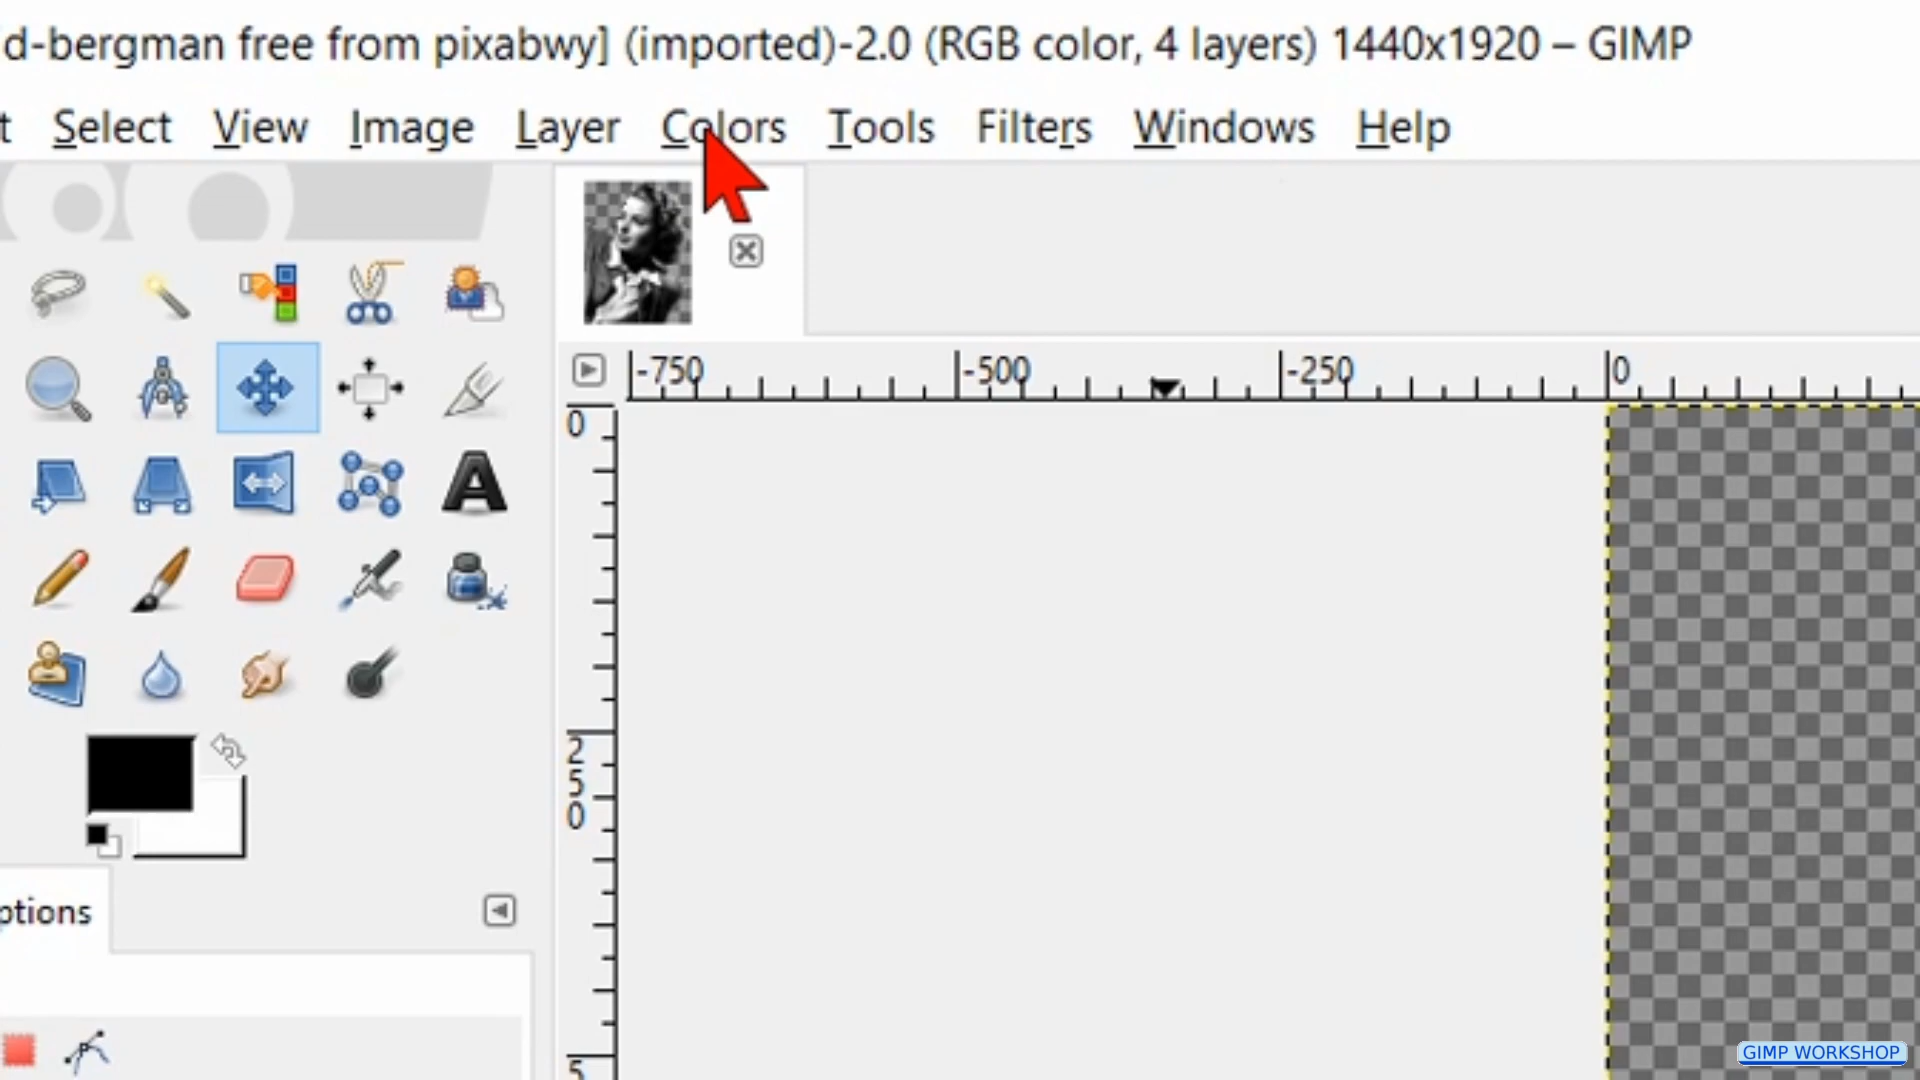 d-bergman free from pixabwy] (imported)-2.0 (RGB color, 4 layers) 1440x1920 – GIMP
t Select View Image Layer Colors Tools Filters Windows Help
-750 -500 -250 0
0
250
5
ptions
GIMP WORKSHOP